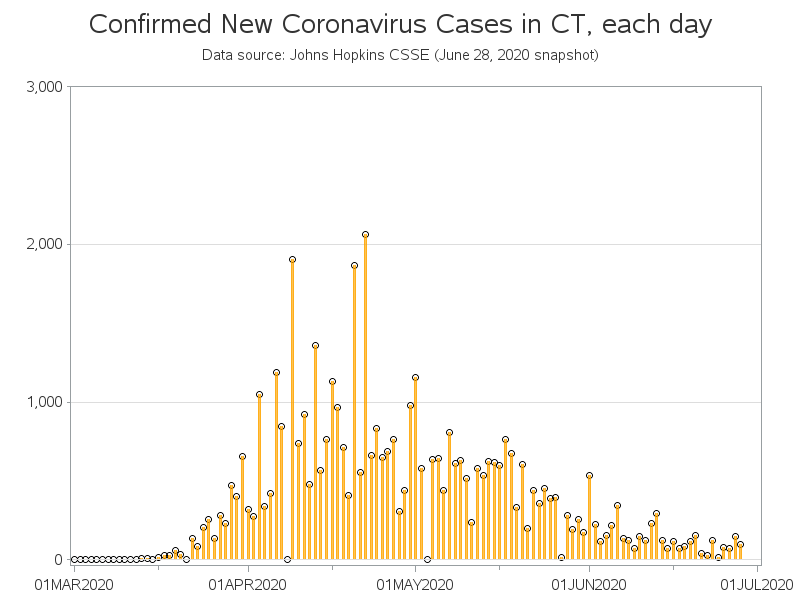 Confirmed New Coronavirus Cases in CT, each day
Data source: Johns Hopkins CSSE (June 28, 2020 snapshot)
3,000
2,000
1,000
0
01MAR2020 01APR2020 01MAY2020 01JUN2020 01JUL2020